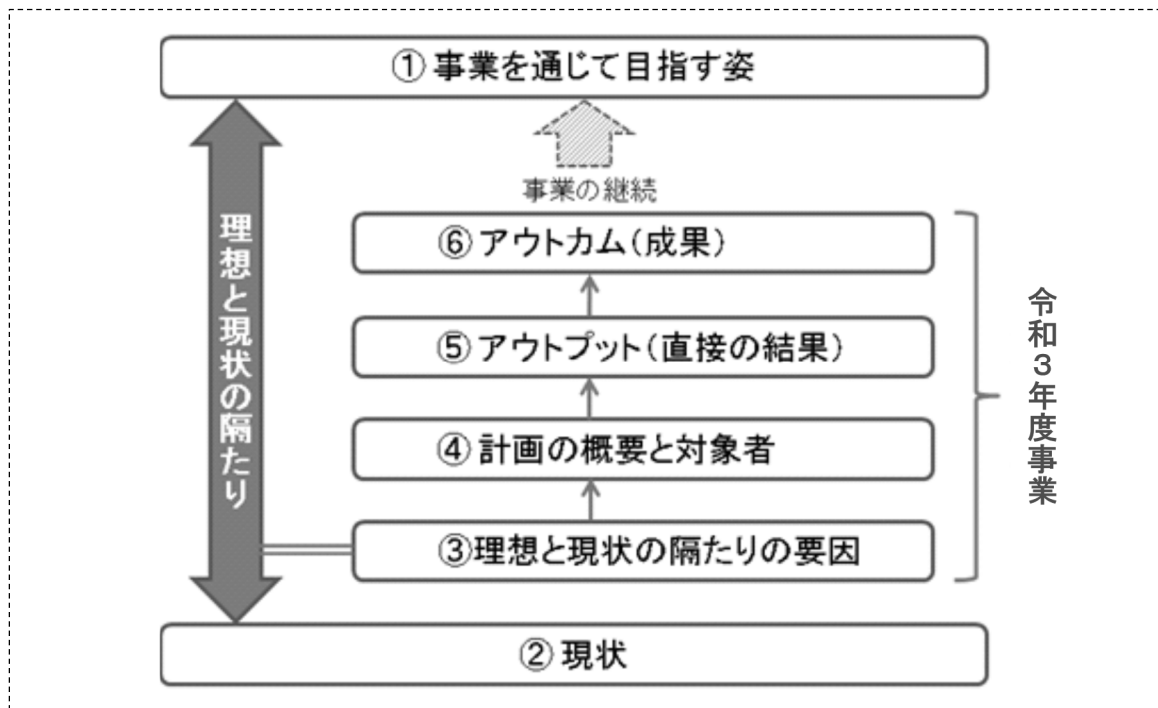 ①事業を通じて目指す姿
事業の継続
⑥アウトカム（成果）
⑤アウトプット（直接の結果）
④計画の概要と対象者
③理想と現状の隔たりの要因
②現状
理想と現状の隔たり
令和３年度事業